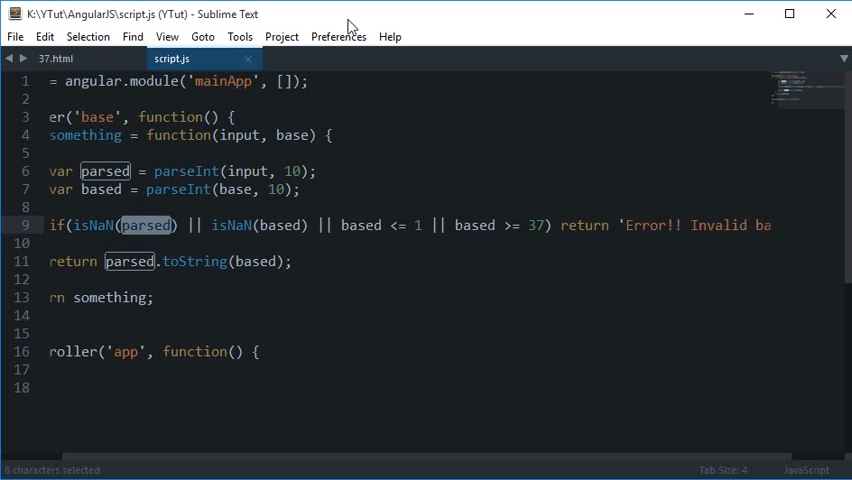 K:\YTut\AngularJS\script.js (YTut) - Sublime Text
File Edit Selection Find View Goto Tools Project Preferences Help
37.html script.js
1 = angular.module('mainApp', []);
2
3 er('base', function() {
4 something = function(input, base) {
5
6 var parsed = parseInt(input, 10);
7 var based = parseInt(base, 10);
8
9 if(isNaN(parsed) || isNaN(based) || based <= 1 || based >= 37) return 'Error!! Invalid ba
10
11 return parsed.toString(based);
12
13 rn something;
14
15
16 roller('app', function() {
17
18
6 characters selected Tab Size: 4 JavaScript